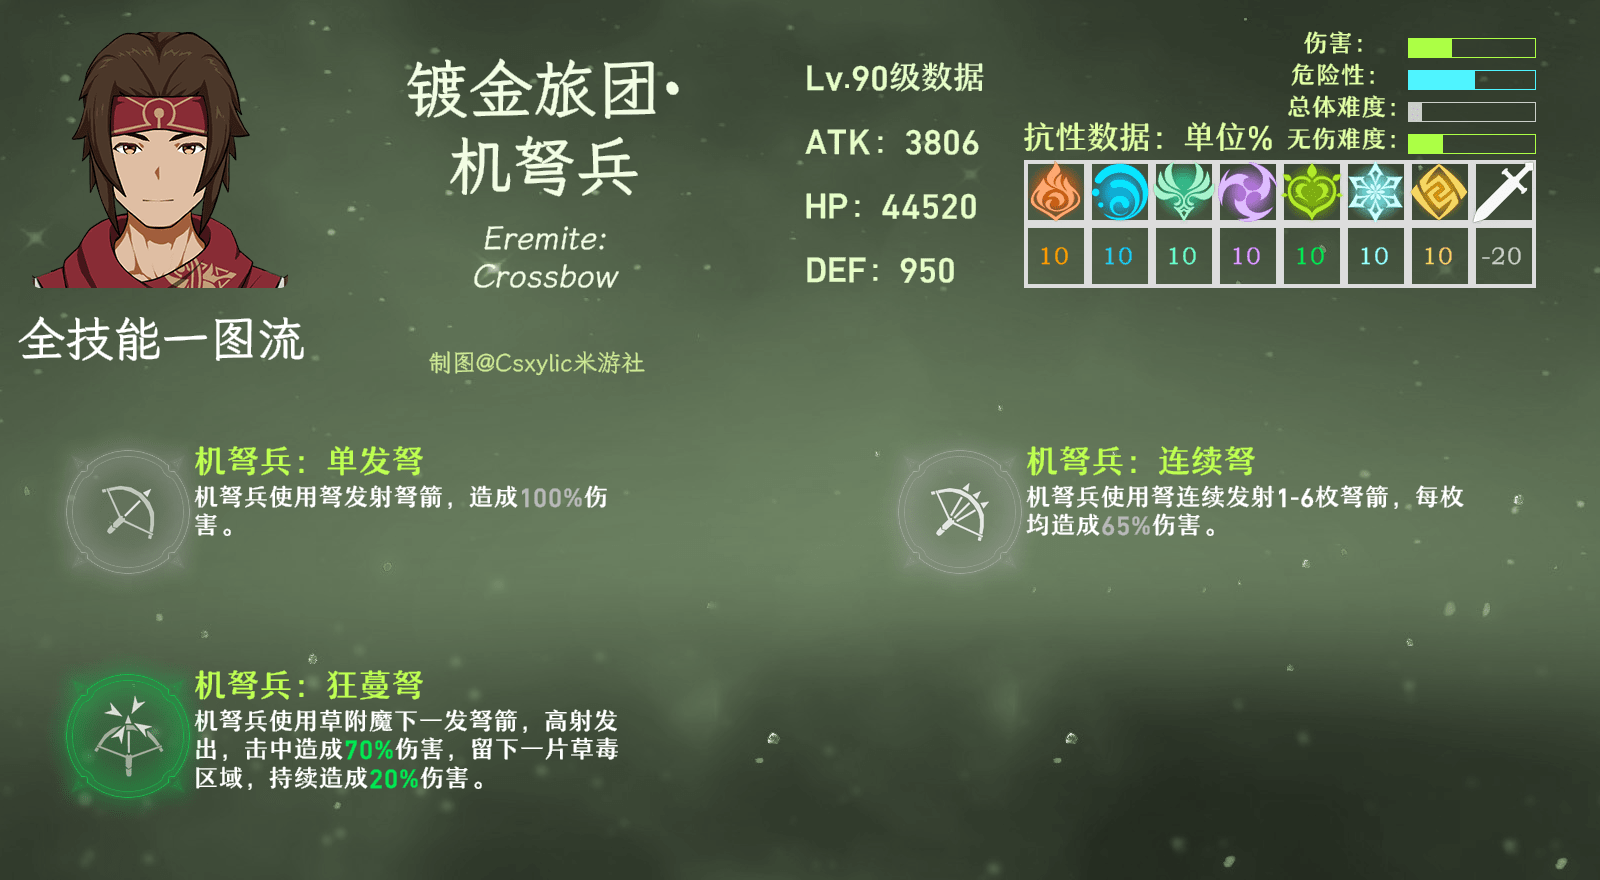 镀金旅团·
机弩兵
Eremite:
Crossbow
全技能一图流
制图@Csxylic米游社
Lv.90级数据
ATK：3806
HP：44520
DEF：950
伤害：
危险性：
总体难度：
无伤难度：
抗性数据：单位%
10 10 10 10 10 10 10 -20
机弩兵：单发弩
机弩兵使用弩发射弩箭，造成100%伤
害。
机弩兵：连续弩
机弩兵使用弩连续发射1-6枚弩箭，每枚
均造成65%伤害。
机弩兵：狂蔓弩
机弩兵使用草附魔下一发弩箭，高射发
出，击中造成70%伤害，留下一片草毒
区域，持续造成20%伤害。